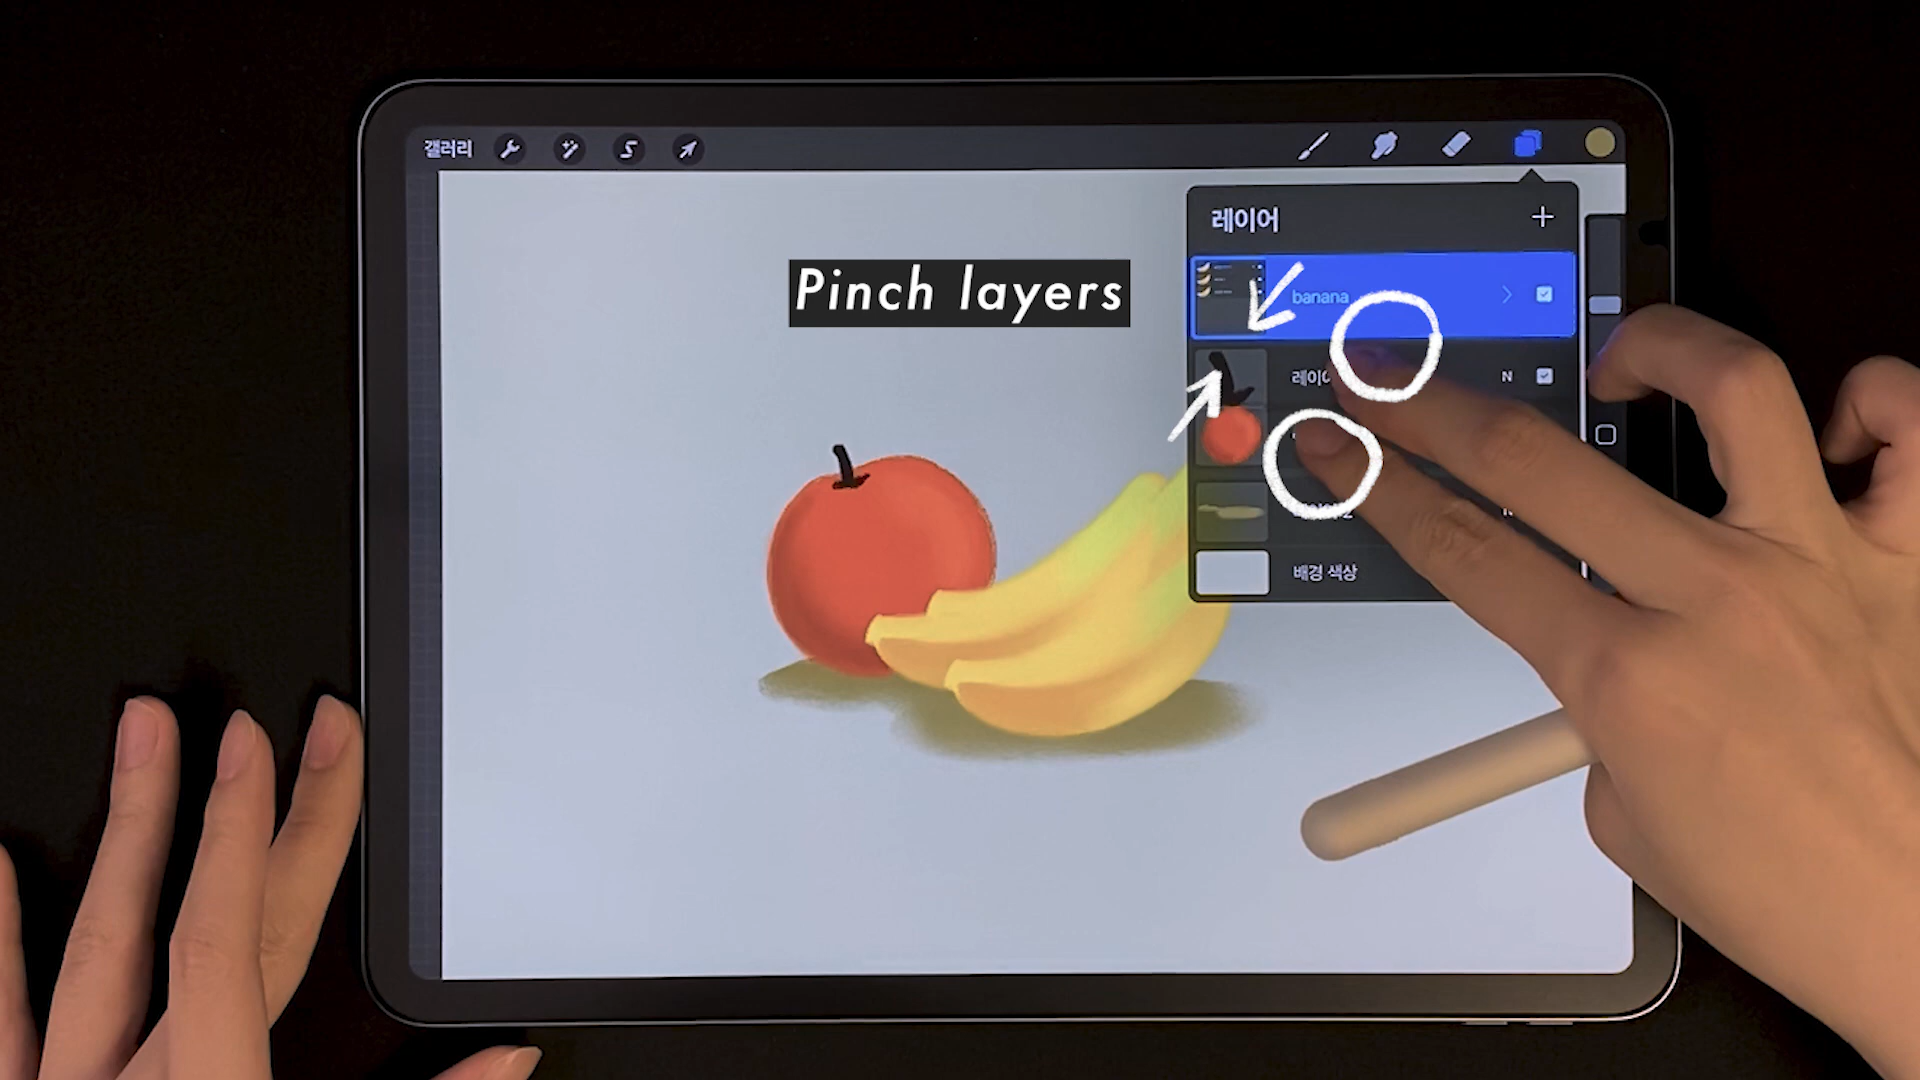 갤러리
레이어
Pinch layers
banana
N
배경 색상